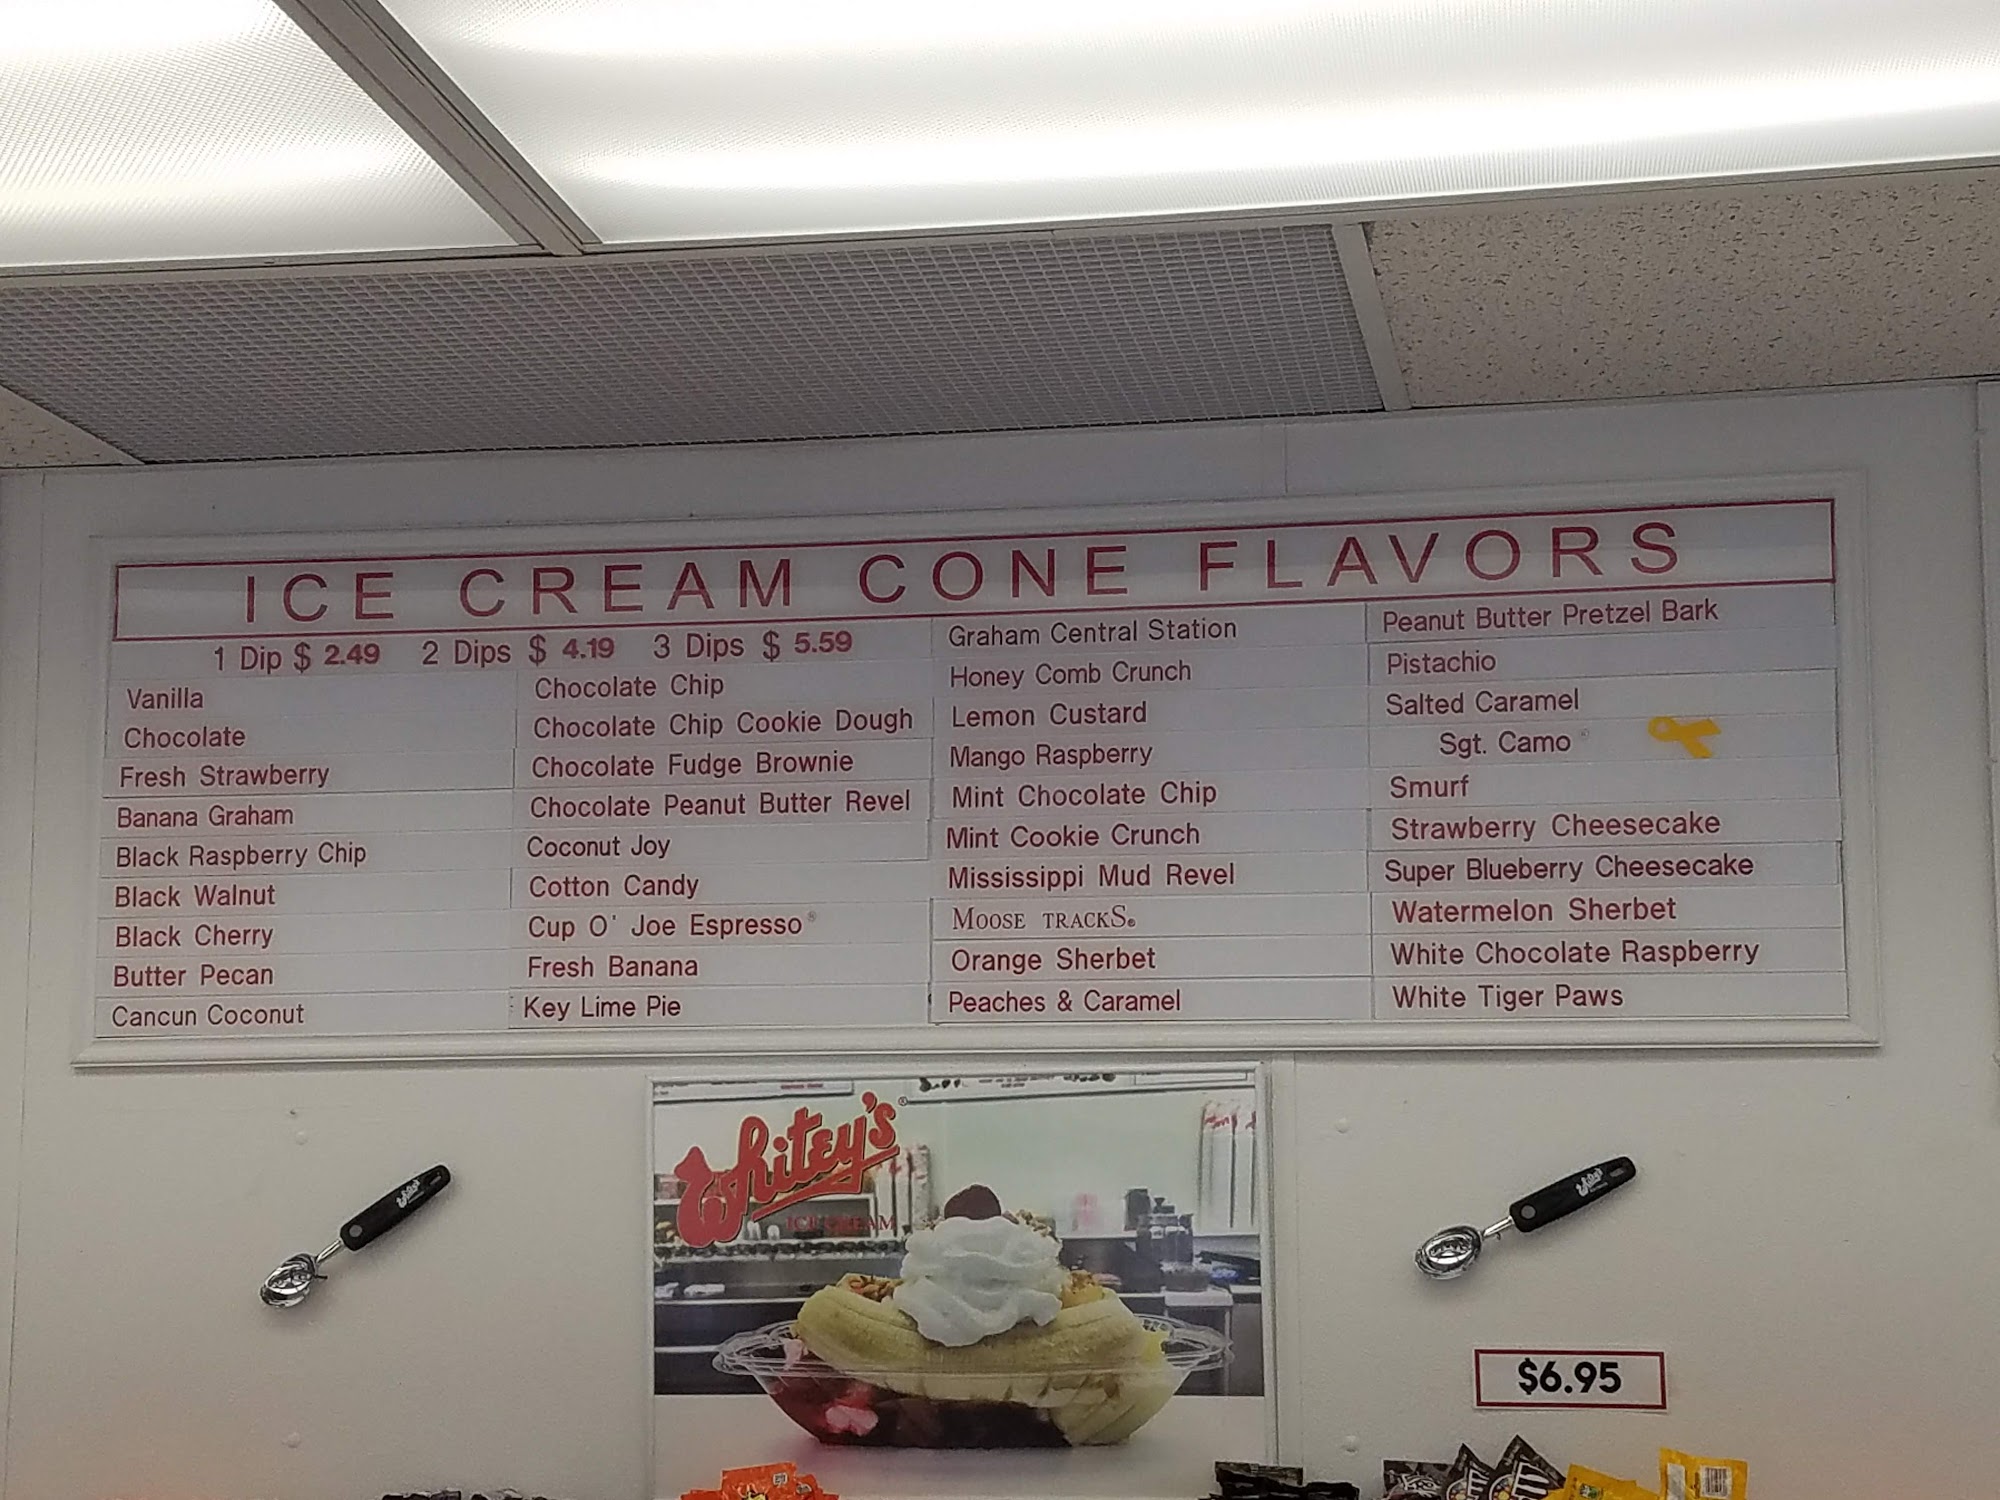 ICE CREAM CONE FLAVORS
1 Dip $ 2.49 2 Dips $ 4.19 3 Dips $ 5.59
Vanilla
Chocolate
Fresh Strawberry
Banana Graham
Black Raspberry Chip
Black Walnut
Black Cherry
Butter Pecan
Cancun Coconut
Chocolate Chip
Chocolate Chip Cookie Dough
Chocolate Fudge Brownie
Chocolate Peanut Butter Revel
Coconut Joy
Cotton Candy
Cup O' Joe Espresso®
Fresh Banana
Key Lime Pie
Graham Central Station
Honey Comb Crunch
Lemon Custard
Mango Raspberry
Mint Chocolate Chip
Mint Cookie Crunch
Mississippi Mud Revel
MOOSE TRACKS®
Orange Sherbet
Peaches & Caramel
Peanut Butter Pretzel Bark
Pistachio
Salted Caramel
Sgt. Camo®
Smurf
Strawberry Cheesecake
Super Blueberry Cheesecake
Watermelon Sherbet
White Chocolate Raspberry
White Tiger Paws
Whitey's®
ICE CREAM
Whitey's
Whitey's
$6.95